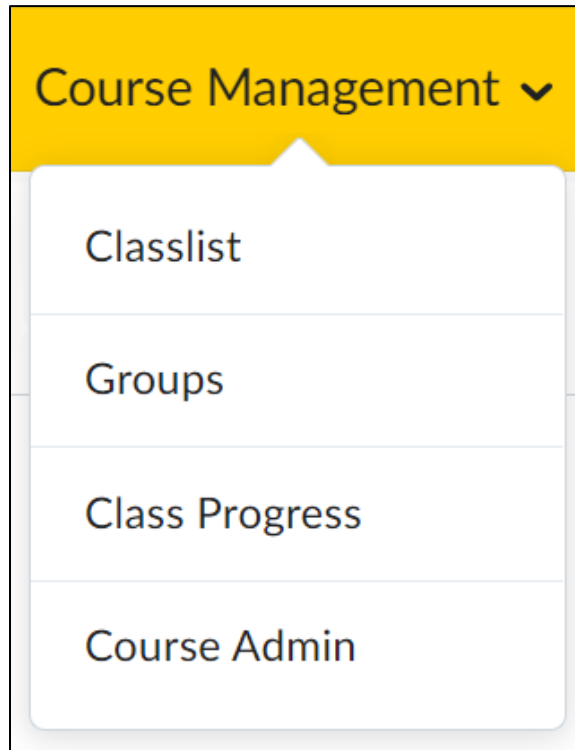 Course Management
Classlist
Groups
Class Progress
Course Admin